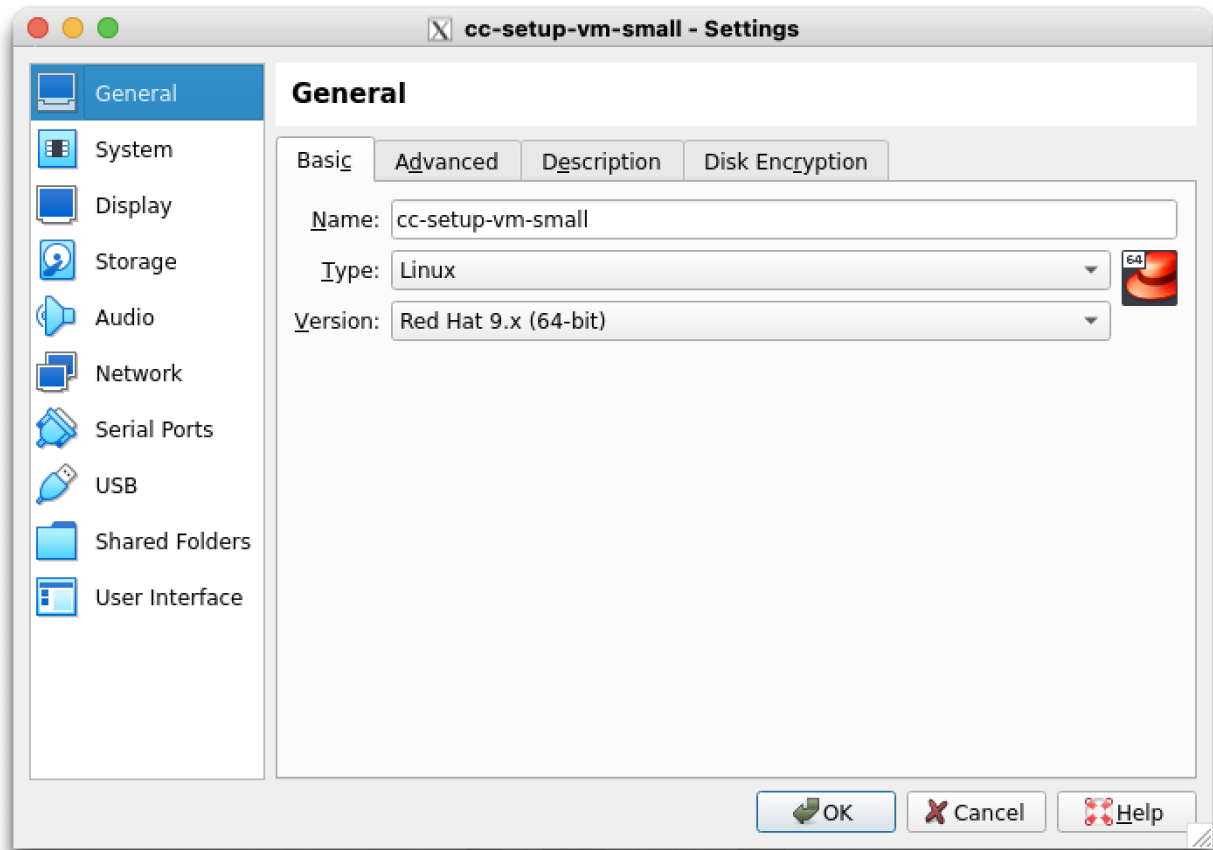 cc-setup-vm-small - Settings
General
System
Display
Storage
Audio
Network
Serial Ports
USB
Shared Folders
User Interface
General
Basic Advanced Description Disk Encryption
Name: cc-setup-vm-small
Type: Linux
64
Version: Red Hat 9.x (64-bit)
OK Cancel Help